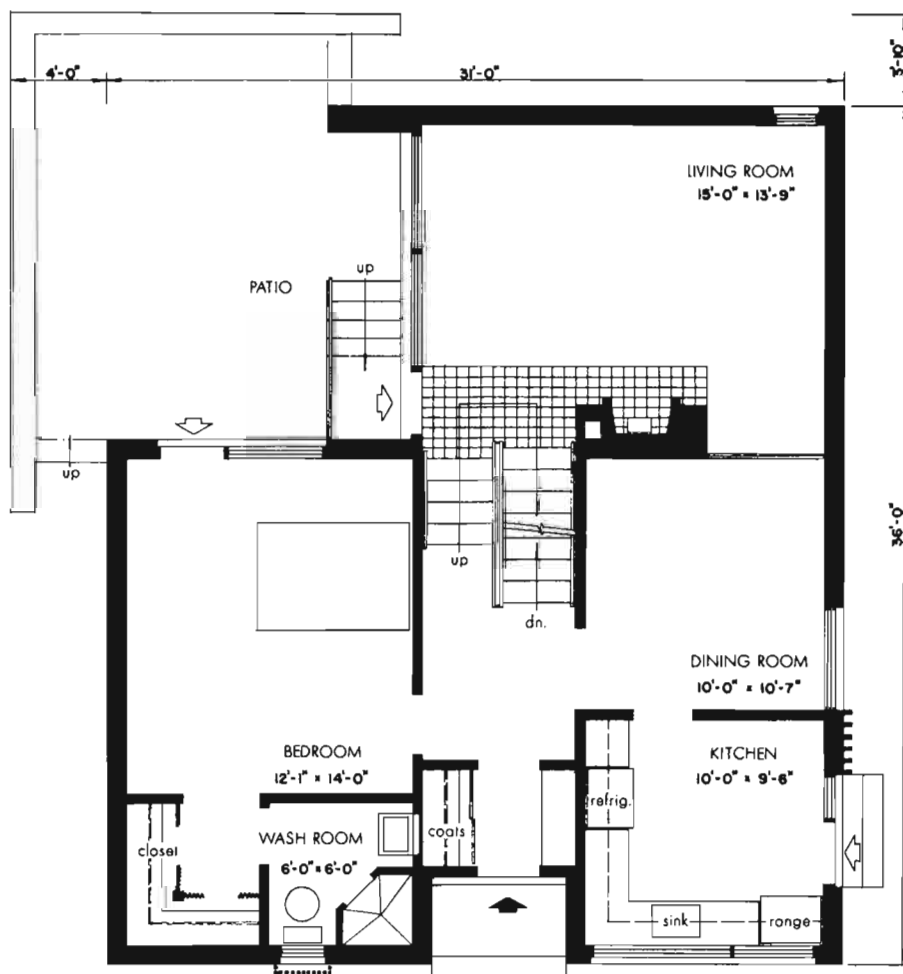 4'-0"
31'-0"
3'-10"
LIVING ROOM
15'-0" x 13'-9"
up
PATIO
up
up
36'-0"
dn.
DINING ROOM
10'-0" x 10'-7"
BEDROOM
12'-1" x 14'-0"
KITCHEN
10'-0" x 9'-6"
refrig.
coats
WASH ROOM
6'-0" x 6'-0"
closet
sink
range